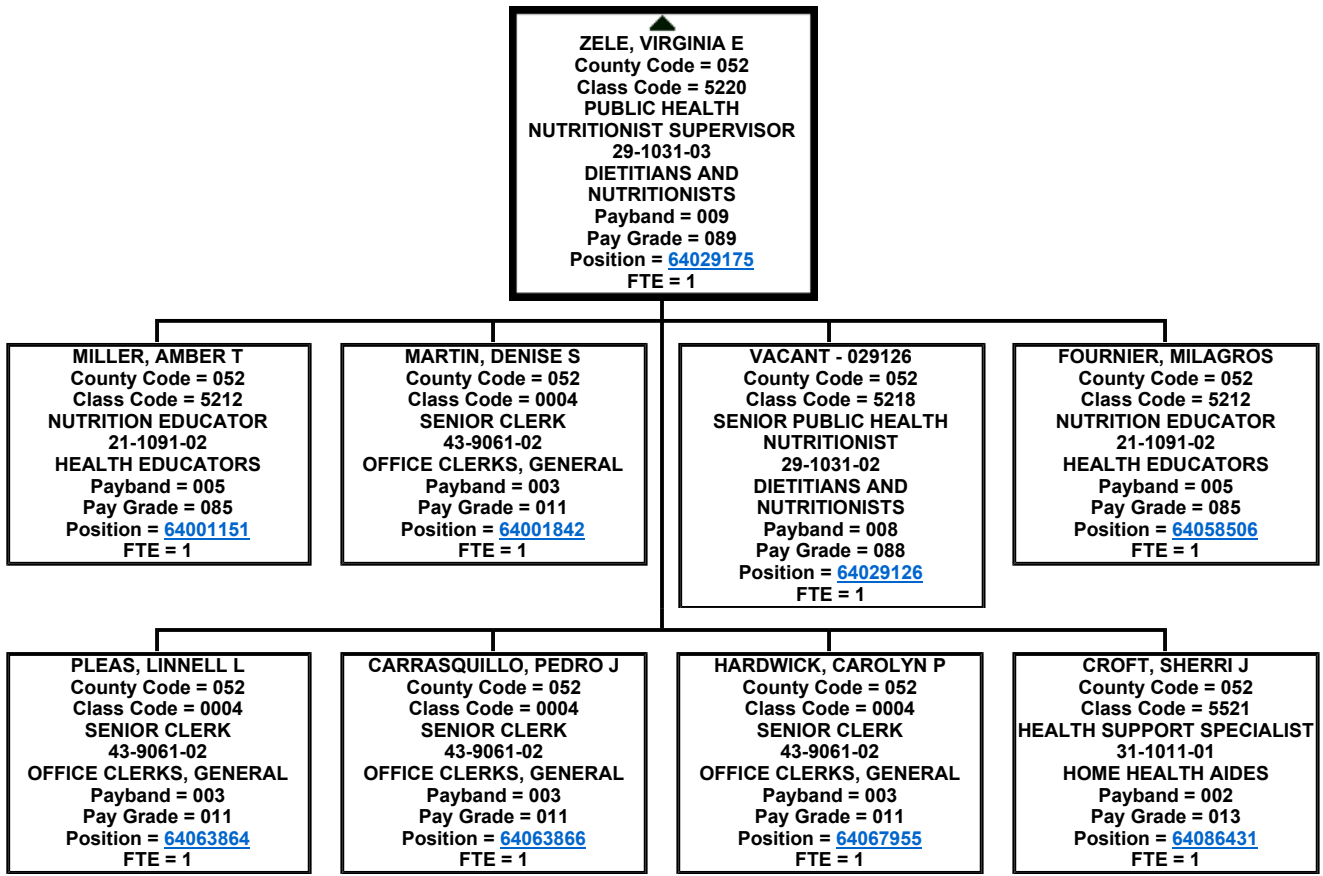 ZELE, VIRGINIA E
County Code = 052
Class Code = 5220
PUBLIC HEALTH
NUTRITIONIST SUPERVISOR
29-1031-03
DIETITIANS AND
NUTRITIONISTS
Payband = 009
Pay Grade = 089
Position = 64029175
FTE = 1
MILLER, AMBER T
County Code = 052
Class Code = 5212
NUTRITION EDUCATOR
21-1091-02
HEALTH EDUCATORS
Payband = 005
Pay Grade = 085
Position = 64001151
FTE = 1
MARTIN, DENISE S
County Code = 052
Class Code = 0004
SENIOR CLERK
43-9061-02
OFFICE CLERKS, GENERAL
Payband = 003
Pay Grade = 011
Position = 64001842
FTE = 1
VACANT - 029126
County Code = 052
Class Code = 5218
SENIOR PUBLIC HEALTH
NUTRITIONIST
29-1031-02
DIETITIANS AND
NUTRITIONISTS
Payband = 008
Pay Grade = 088
Position = 64029126
FTE = 1
FOURNIER, MILAGROS
County Code = 052
Class Code = 5212
NUTRITION EDUCATOR
21-1091-02
HEALTH EDUCATORS
Payband = 005
Pay Grade = 085
Position = 64058506
FTE = 1
PLEAS, LINNELL L
County Code = 052
Class Code = 0004
SENIOR CLERK
43-9061-02
OFFICE CLERKS, GENERAL
Payband = 003
Pay Grade = 011
Position = 64063864
FTE = 1
CARRASQUILLO, PEDRO J
County Code = 052
Class Code = 0004
SENIOR CLERK
43-9061-02
OFFICE CLERKS, GENERAL
Payband = 003
Pay Grade = 011
Position = 64063866
FTE = 1
HARDWICK, CAROLYN P
County Code = 052
Class Code = 0004
SENIOR CLERK
43-9061-02
OFFICE CLERKS, GENERAL
Payband = 003
Pay Grade = 011
Position = 64067955
FTE = 1
CROFT, SHERRI J
County Code = 052
Class Code = 5521
HEALTH SUPPORT SPECIALIST
31-1011-01
HOME HEALTH AIDES
Payband = 002
Pay Grade = 013
Position = 64086431
FTE = 1